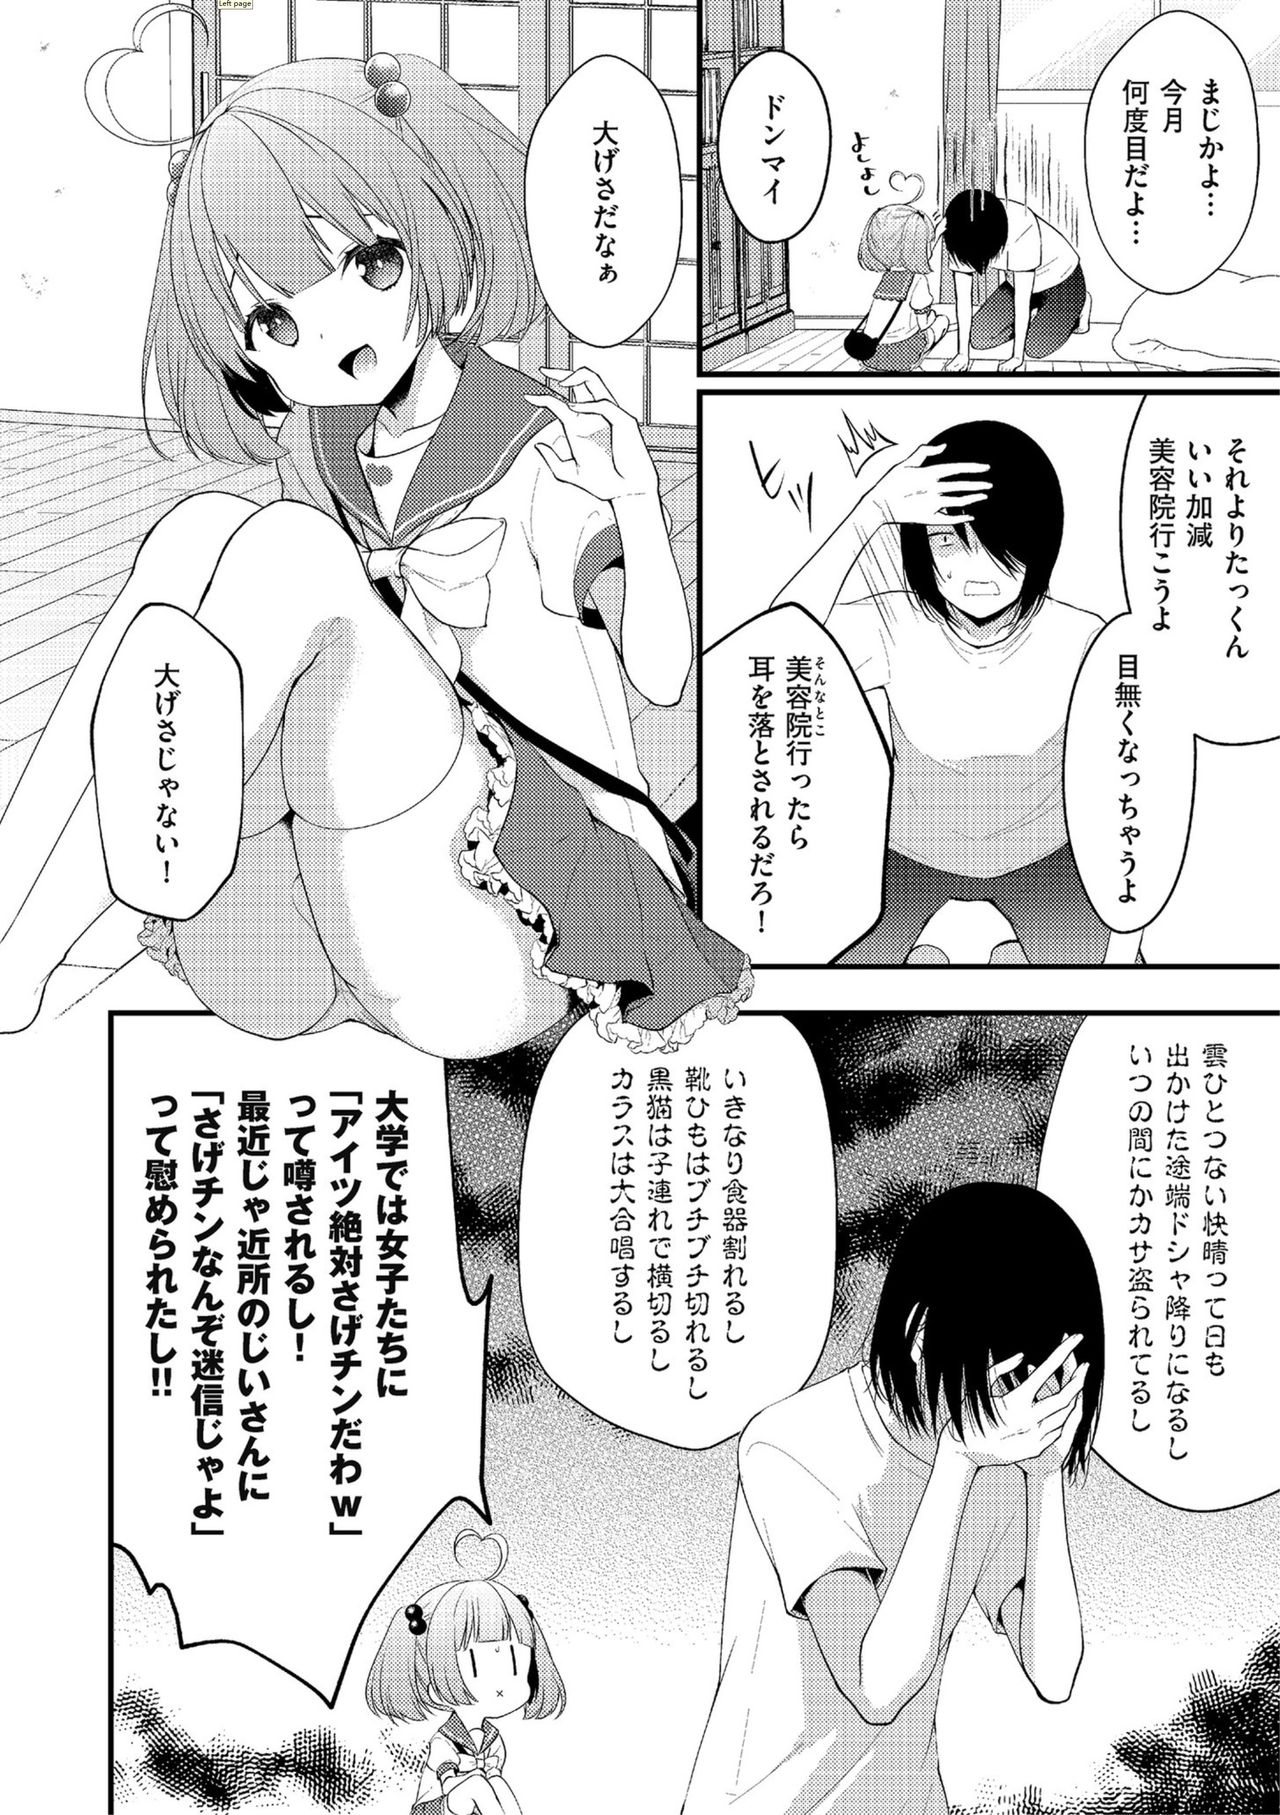 Left page
まじかよ…
今月
何度目だよ…
よしよし
ドンマイ
それよりたっくん
いい加減
美容院行こうよ
目無くなっちゃうよ
美容院行ったら
そんなとこ
耳を落とされるだろ！
大げさだなぁ
大げさじゃない！
雲ひとつない快晴って日も
出かけた途端ドシャ降りになるし
いつの間にかカサ盗られてるし
いきなり食器割れるし
靴ひもはブチブチ切れるし
黒猫は子連れで横切るし
カラスは大合唱するし
大学では女子たちに
「アイツ絶対さげチンだわw」
って噂されるし！
最近じゃ近所のじいさんに
「さげチンなんぞ迷信じゃよ」
って慰められたし!!